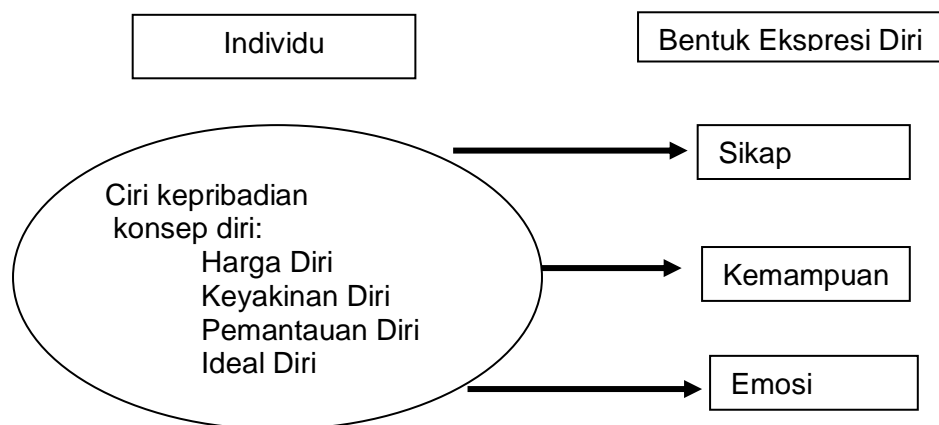 Individu
Bentuk Ekspresi Diri
Ciri kepribadian
konsep diri:
Harga Diri
Keyakinan Diri
Pemantauan Diri
Ideal Diri
Sikap
Kemampuan
Emosi